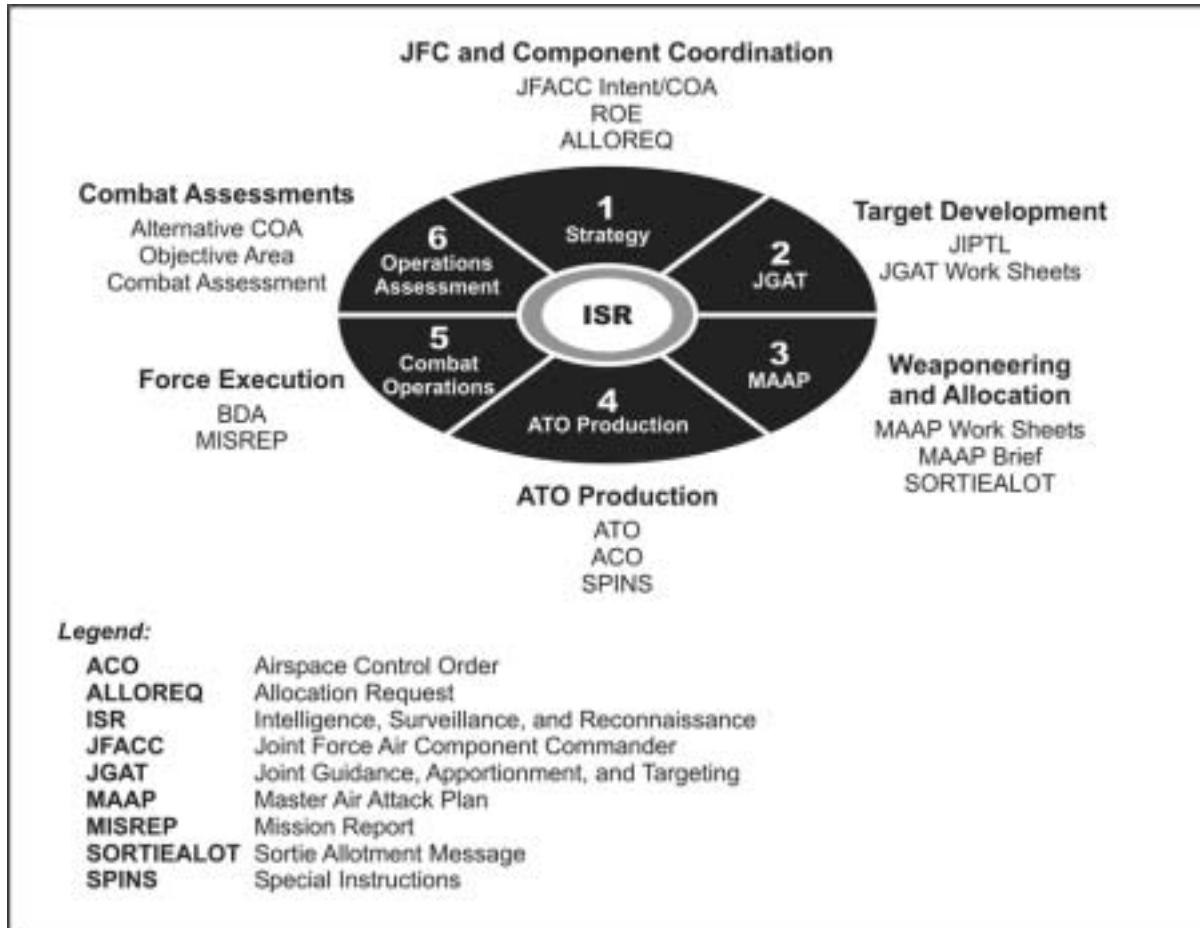 JFC and Component Coordination
JFACC Intent/COA
ROE
ALLOREQ
1
Strategy
Target Development
JIPTL
JGAT Work Sheets
2
JGAT
Weaponeering
and Allocation
MAAP Work Sheets
MAAP Brief
SORTIEALOT
3
MAAP
4
ATO Production
ATO Production
ATO
ACO
SPINS
Force Execution
BDA
MISREP
5
Combat
Operations
Combat Assessments
Alternative COA
Objective Area
Combat Assessment
6
Operations
Assessment
ISR
Legend:
ACO Airspace Control Order
ALLOREQ Allocation Request
ISR Intelligence, Surveillance, and Reconnaissance
JFACC Joint Force Air Component Commander
JGAT Joint Guidance, Apportionment, and Targeting
MAAP Master Air Attack Plan
MISREP Mission Report
SORTIEALOT Sortie Allotment Message
SPINS Special Instructions